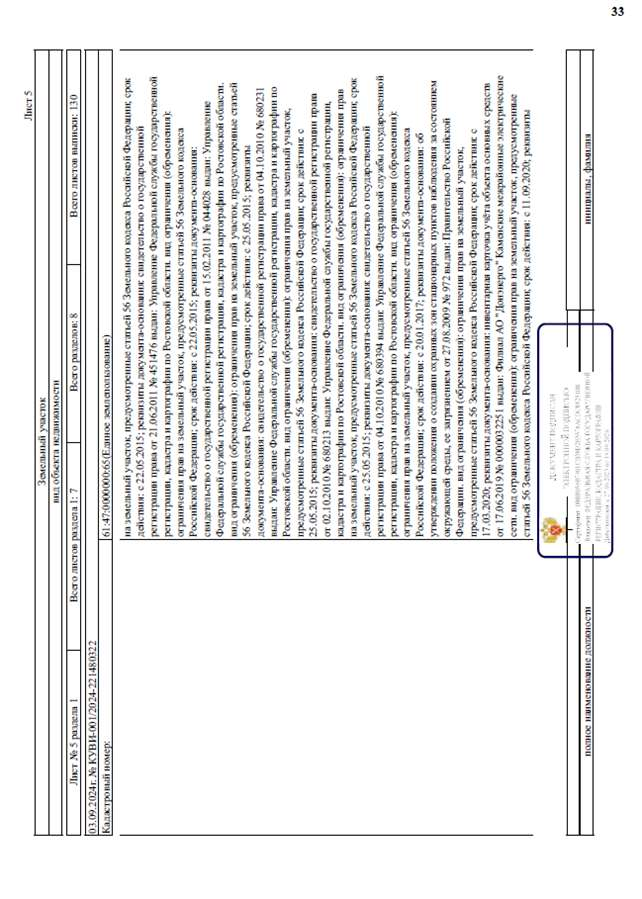 33
Лист 5
Земельный участок
вид объекта недвижимости
Лист № 5 раздела 1 Всего листов раздела 1: 7 Всего разделов: 8 Всего листов выписки: 130
03.09.2024г. № КУВИ-001/2024-221480322
Кадастровый номер: 61:47:0000000:65(Единое землепользование)
на земельный участок, предусмотренные статьей 56 Земельного кодекса Российской Федерации; срок
действия: с 22.05.2015; реквизиты документа-основания: свидетельство о государственной
регистрации права от 21.06.2011 № 451476 выдан: Управление Федеральной службы государственной
регистрации, кадастра и картографии по Ростовской области. вид ограничения (обременения):
ограничения прав на земельный участок, предусмотренные статьей 56 Земельного кодекса
Российской Федерации; срок действия: с 22.05.2015; реквизиты документа-основания:
свидетельство о государственной регистрации права от 15.02.2011 № 044028 выдан: Управление
Федеральной службы государственной регистрации, кадастра и картографии по Ростовской области.
вид ограничения (обременения): ограничения прав на земельный участок, предусмотренные статьей
56 Земельного кодекса Российской Федерации; срок действия: с 25.05.2015; реквизиты
документа-основания: свидетельство о государственной регистрации права от 04.10.2010 № 680231
выдан: Управление Федеральной службы государственной регистрации, кадастра и картографии по
Ростовской области. вид ограничения (обременения): ограничения прав на земельный участок,
предусмотренные статьей 56 Земельного кодекса Российской Федерации; срок действия: с
25.05.2015; реквизиты документа-основания: свидетельство о государственной регистрации права
от 02.10.2010 № 680213 выдан: Управление Федеральной службы государственной регистрации,
кадастра и картографии по Ростовской области. вид ограничения (обременения): ограничения прав
на земельный участок, предусмотренные статьей 56 Земельного кодекса Российской Федерации; срок
действия: с 25.05.2015; реквизиты документа-основания: свидетельство о государственной
регистрации права от 04.10.2010 № 680394 выдан: Управление Федеральной службы государственной
регистрации, кадастра и картографии по Ростовской области. вид ограничения (обременения):
ограничения прав на земельный участок, предусмотренные статьей 56 Земельного кодекса
Российской Федерации; срок действия: с 20.01.2017; реквизиты документа-основания: об
утверждении положения о создании охранных зон стационарных пунктов наблюдения за состоянием
окружающей среды, ее загрязнением от 27.08.2009 № 972 выдан: Правительство Российской
Федерации. вид ограничения (обременения): ограничения прав на земельный участок,
предусмотренные статьей 56 Земельного кодекса Российской Федерации; срок действия: с
17.03.2020; реквизиты документа-основания: инвентарная карточка учёта объекта основных средств
от 17.06.2019 № 0000032251 выдан: Филиал АО "Донэнерго" Каменские межрайонные электрические
сети. вид ограничения (обременения): ограничения прав на земельный участок, предусмотренные
статьей 56 Земельного кодекса Российской Федерации; срок действия: с 11.09.2020; реквизиты
ДОКУМЕНТ ПОДПИСАН
ЭЛЕКТРОННОЙ ПОДПИСЬЮ
полное наименование должности инициалы, фамилия